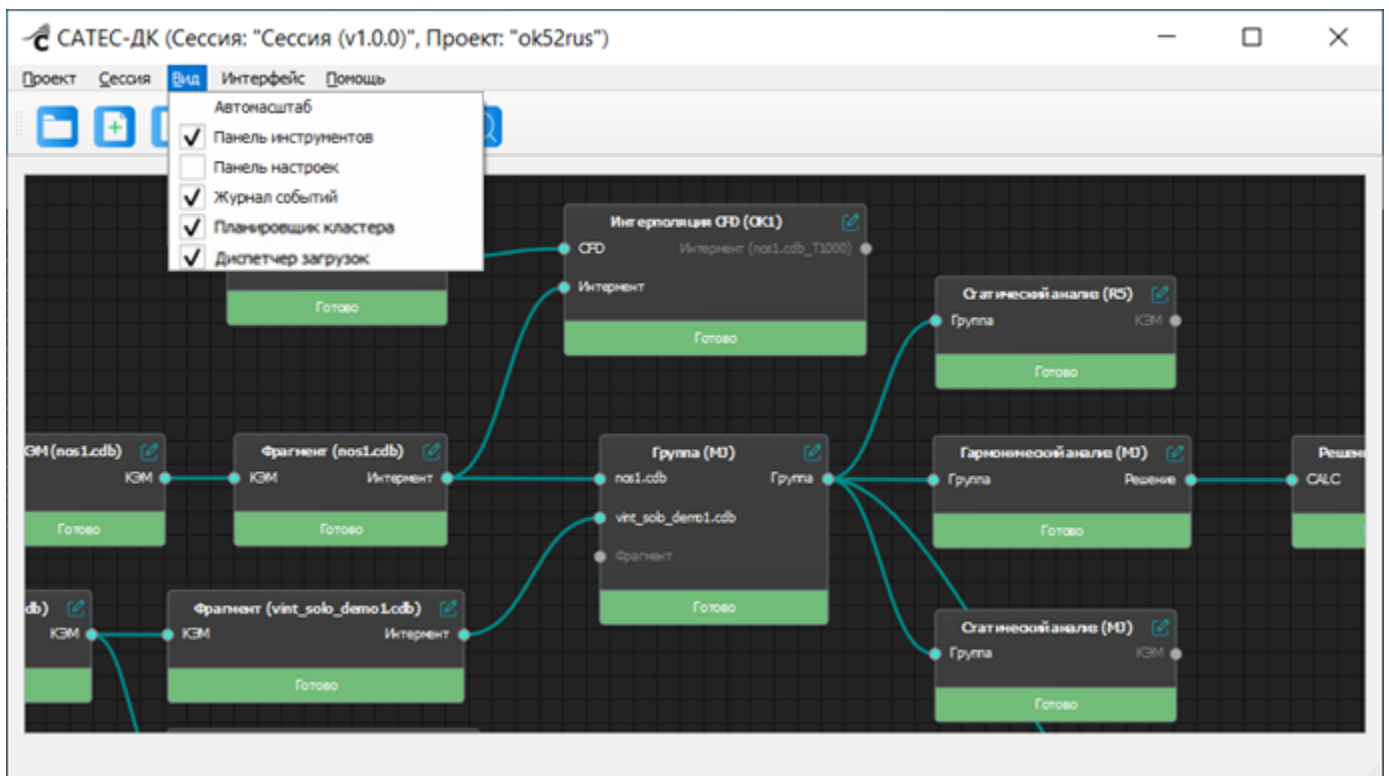 САТЕС-ДК (Сессия: "Сессия (v1.0.0)", Проект: "ok52rus")
Проект Сессия Вид Интерфейс Помощь
Автомасштаб
Панель инструментов
Панель настроек
Журнал событий
Планировщик кластера
Диспетчер загрузок
Готово
Интерполяция CFD (OK1)
CFD Интермент (nos1.cdb_T1000)
Интермент
Готово
Статический анализ (R5)
Группа КЭМ
Готово
КЭМ (nos1.cdb)
КЭМ
Готово
Фрагмент (nos1.cdb)
КЭМ Интермент
Готово
Группа (MJ)
nos1.cdb Группа
vint_solo_demo1.cdb
Фрагмент
Готово
Гармонический анализ (MJ)
Группа Решение
Готово
Решен
CALC
db)
КЭМ
Фрагмент (vint_solo_demo1.cdb)
КЭМ Интермент
Готово
Статический анализ (MJ)
Группа КЭМ
Готово